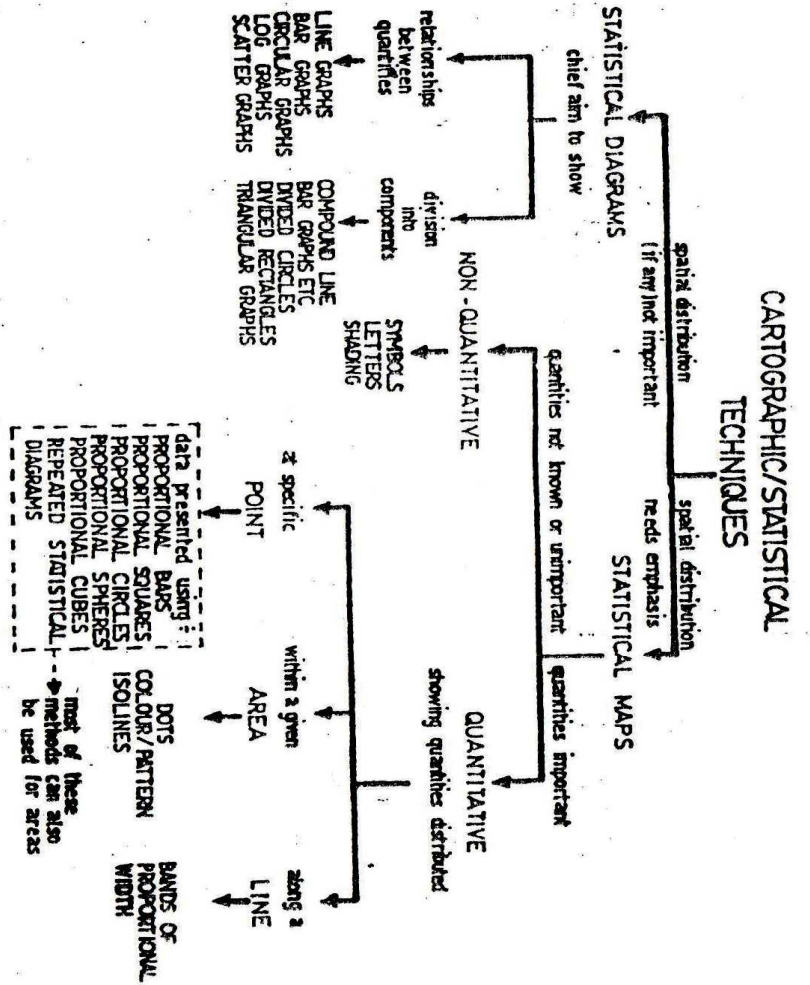 CARTOGRAPHIC/STATISTICAL
TECHNIQUES
spatial distribution
(if any) not important
spatial distribution
needs emphasis
STATISTICAL DIAGRAMS
chief aim to show
STATISTICAL MAPS
quantities not known or unimportant
quantities important
relationships
between
quantifies
division
into
components
NON-QUANTITATIVE
QUANTITATIVE
showing quantities distributed
LINE GRAPHS
BAR GRAPHS
CIRCULAR GRAPHS
LOG GRAPHS
SCATTER GRAPHS
COMPOUND LINE
BAR GRAPHS ETC
DIVIDED CIRCLES
DIVIDED RECTANGLES
TRIANGULAR GRAPHS
SYMBOLS
LETTERS
SHADING
at specific
POINT
within a given
AREA
along a
LINE
data presented using:
PROPORTIONAL BARS
PROPORTIONAL SQUARES
PROPORTIONAL CIRCLES
PROPORTIONAL SPHERES
PROPORTIONAL CUBES
REPEATED STATISTICAL
DIAGRAMS
DOTS
COLOUR/PATTERN
ISOLINES
most of these
methods can also
be used for areas
BANDS OF
PROPORTIONAL
WIDTH